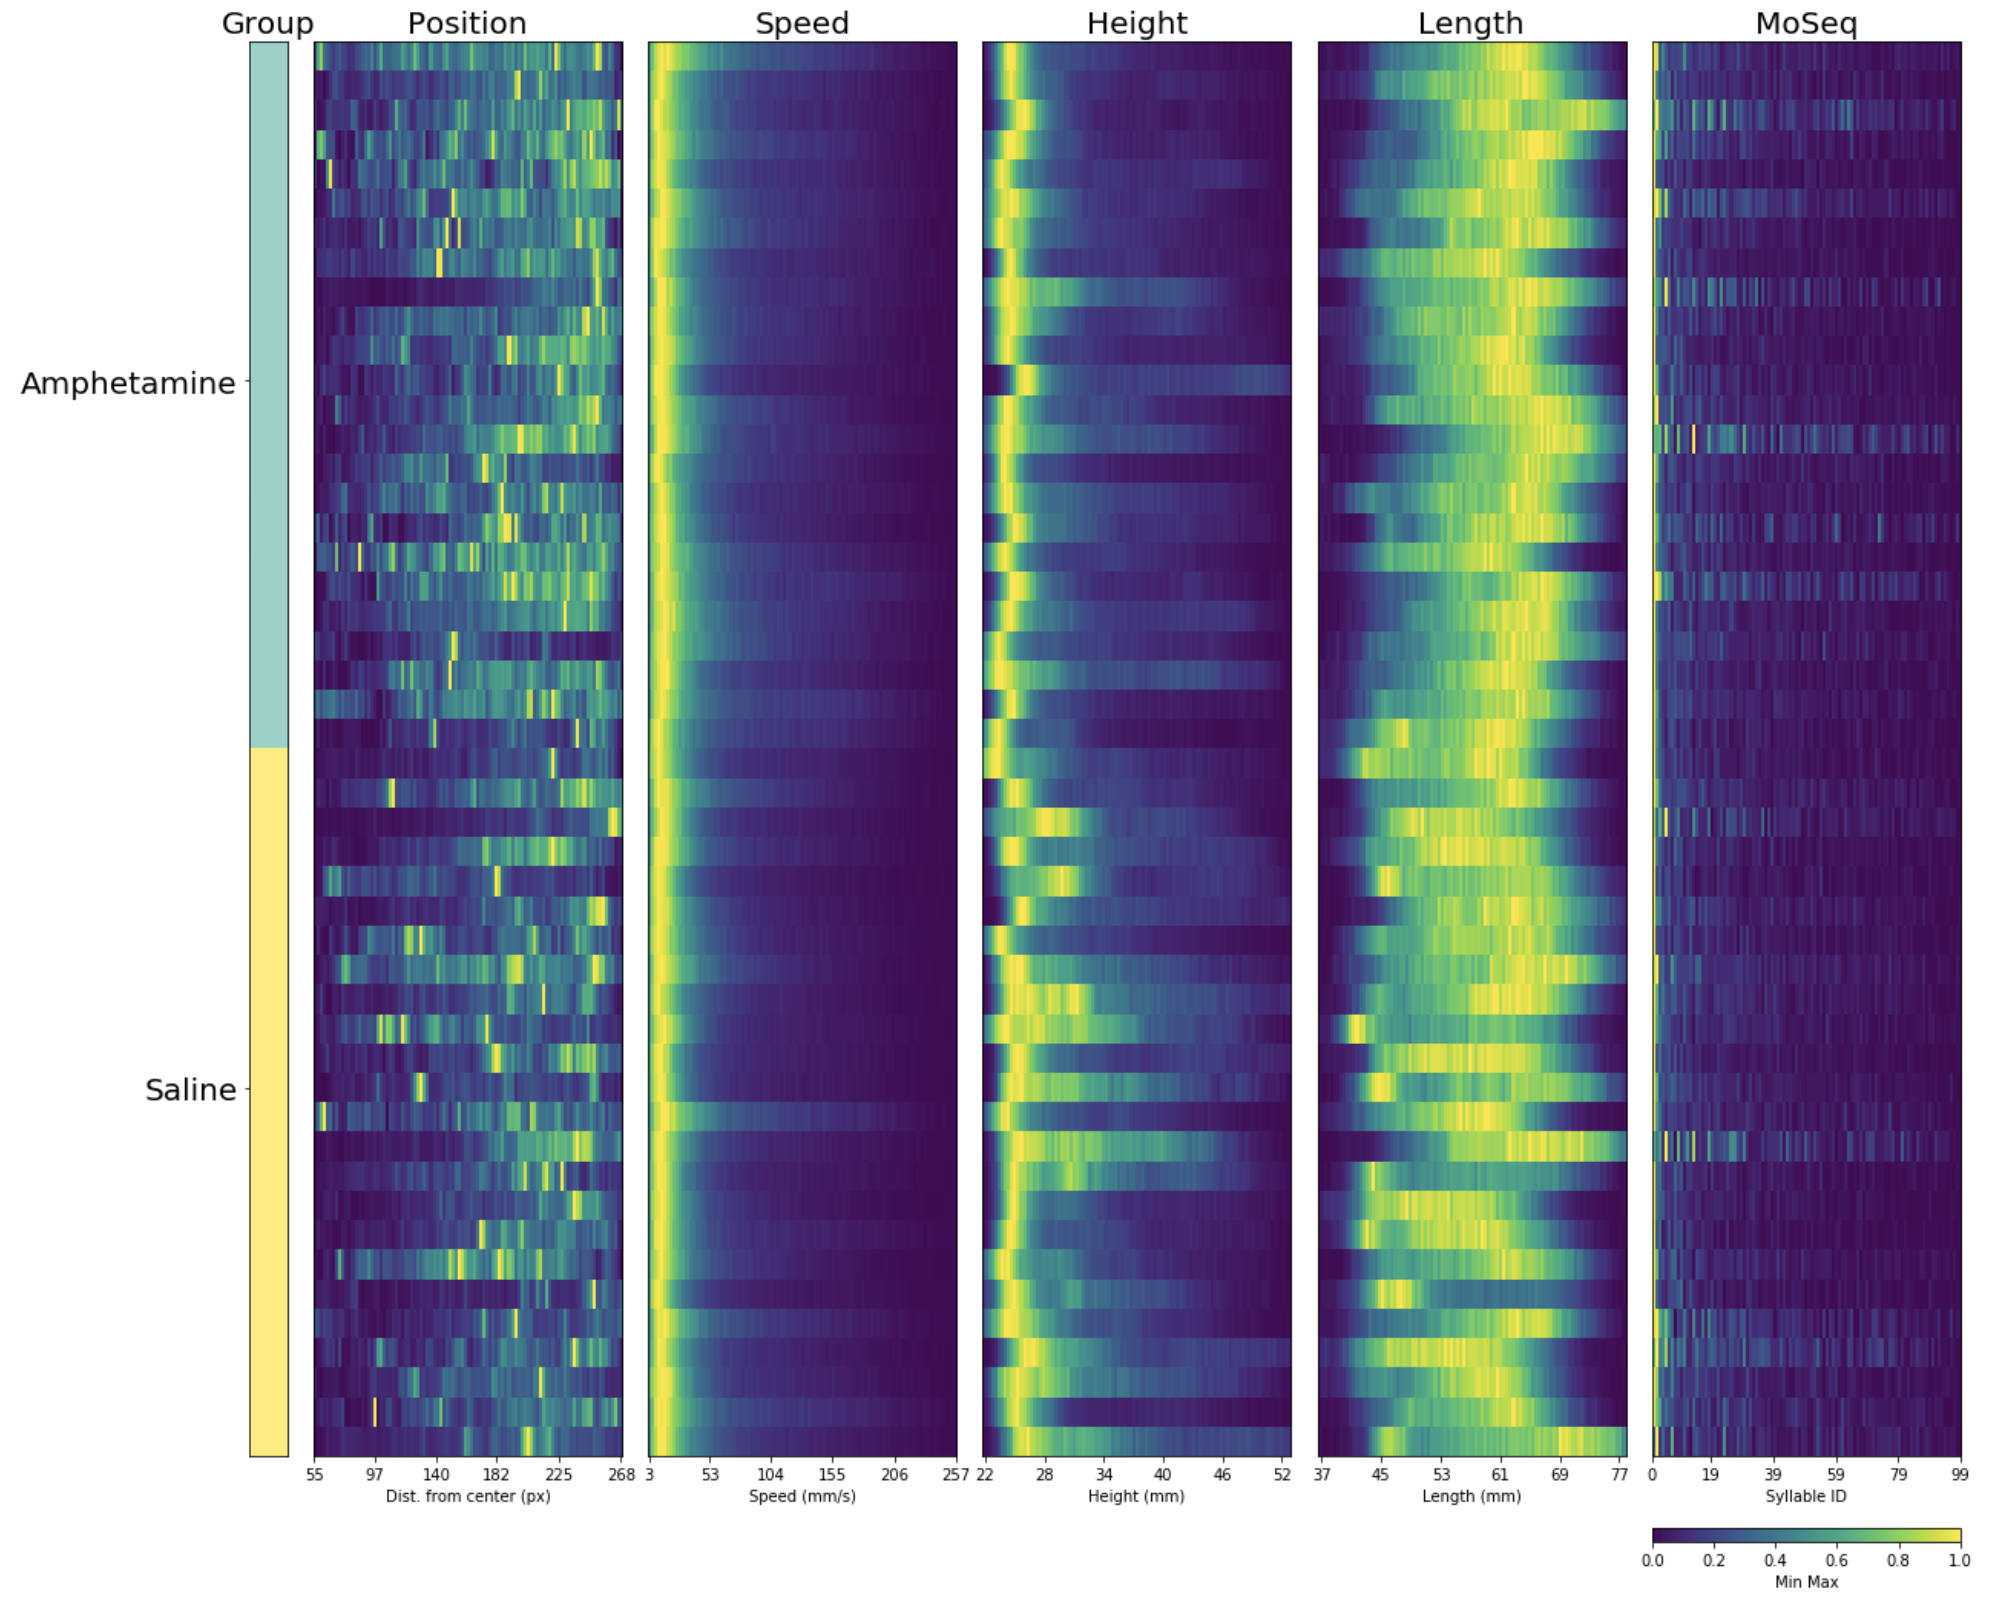 Group Position Speed Height Length MoSeq
Amphetamine
Saline
55 97 140 182 225 268 3 53 104 155 206 257 22 28 34 40 46 52 37 45 53 61 69 77 0 19 39 59 79 99
Dist. from center (px) Speed (mm/s) Height (mm) Length (mm) Syllable ID
0.0 0.2 0.4 0.6 0.8 1.0
Min Max